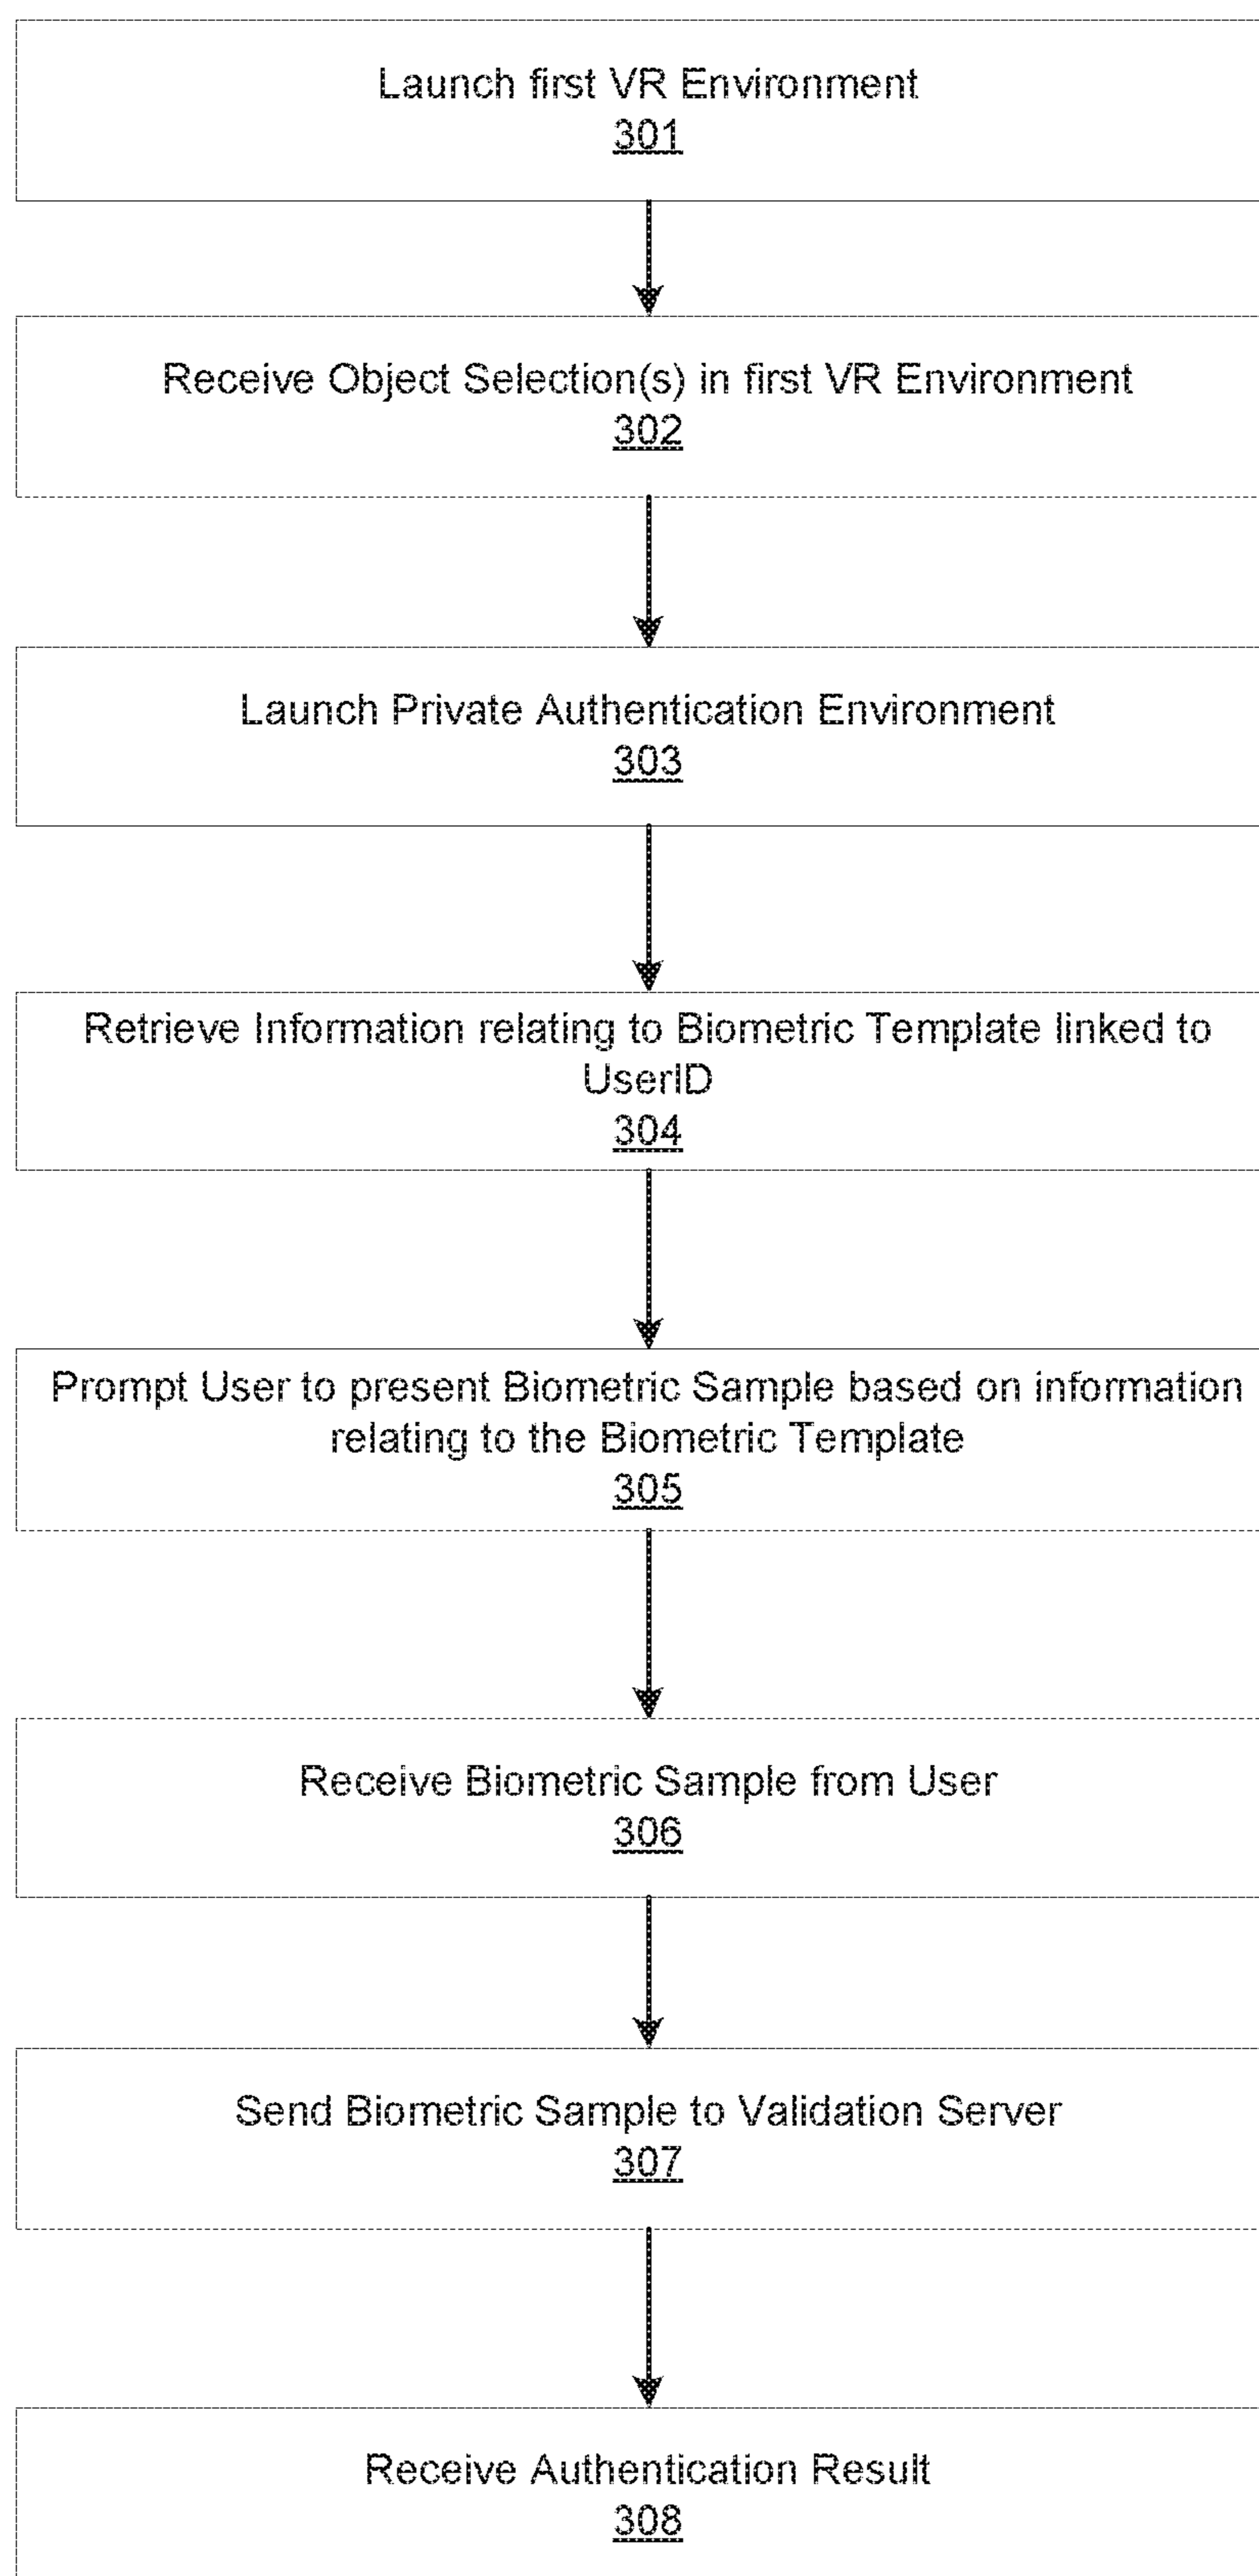 Launch first VR Environment
301
Receive Object Selection(s) in first VR Environment
302
Launch Private Authentication Environment
303
Retrieve Information relating to Biometric Template linked to
UserID
304
Prompt User to present Biometric Sample based on information
relating to the Biometric Template
305
Receive Biometric Sample from User
306
Send Biometric Sample to Validation Server
307
Receive Authentication Result
308